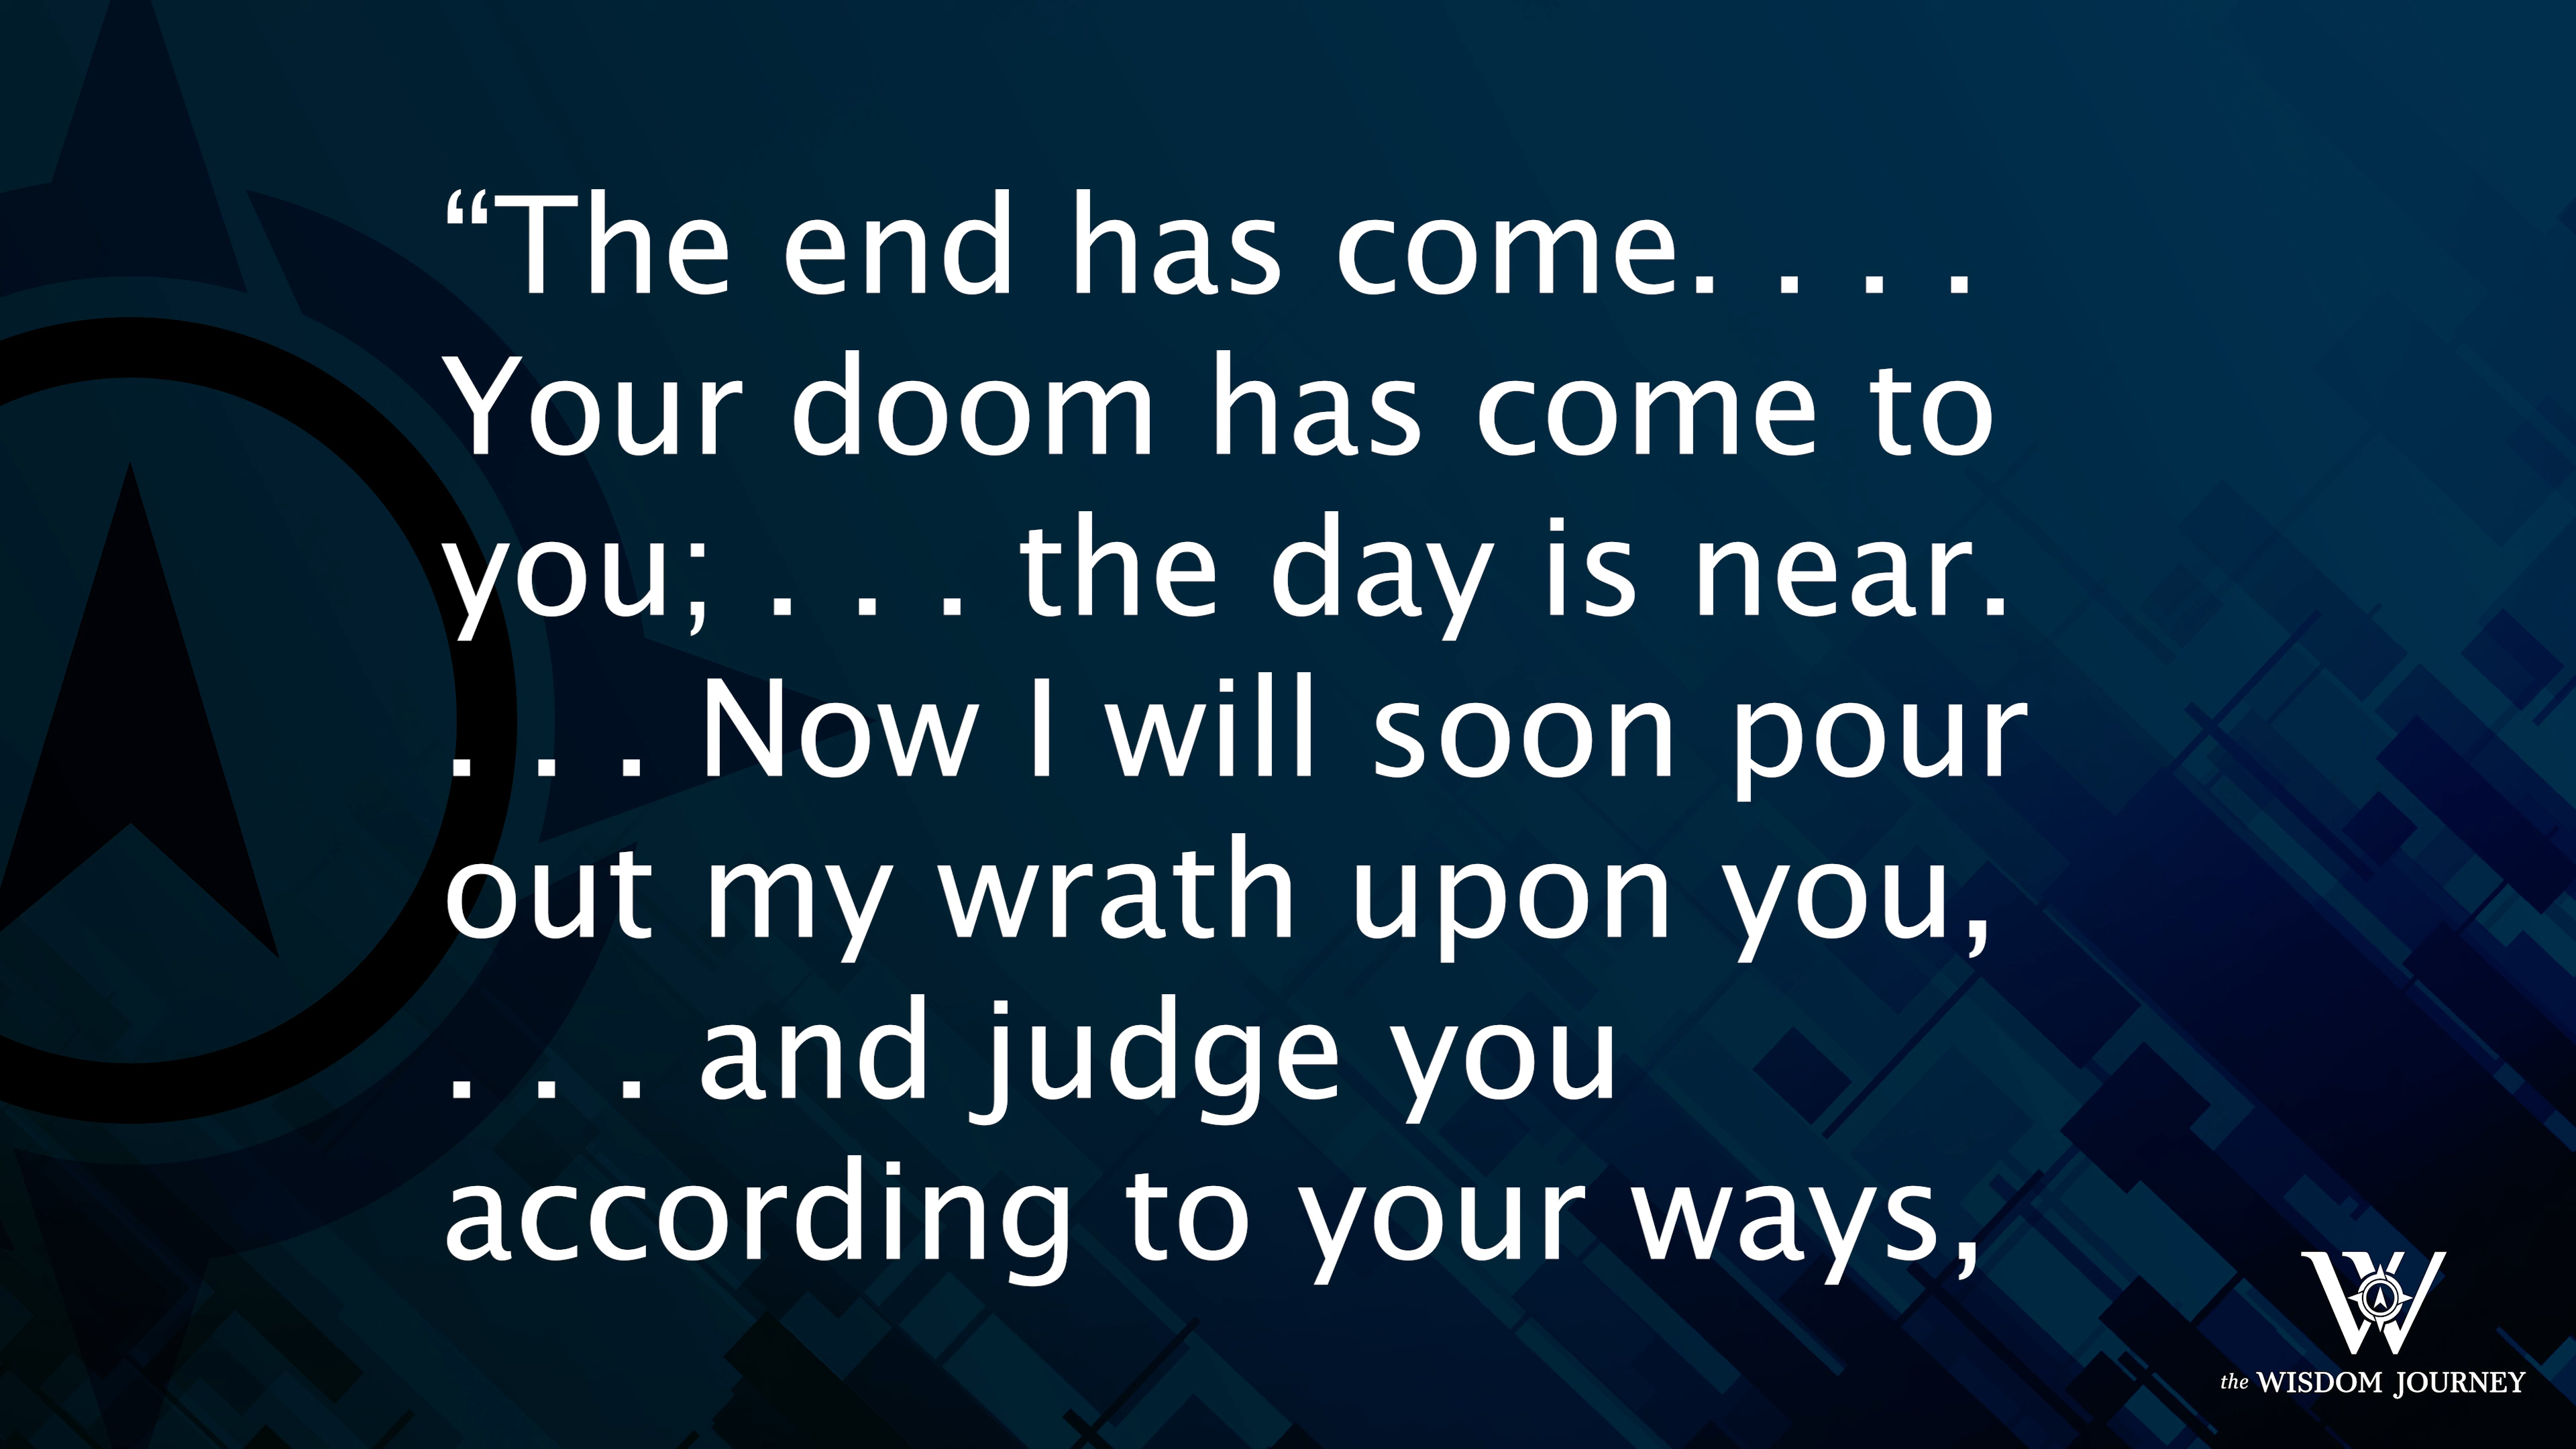 “The end has come. . . .
Your doom has come to
you; . . . the day is near.
. . . Now I will soon pour
out my wrath upon you,
. . . and judge you
according to your ways,
W
the WISDOM JOURNEY